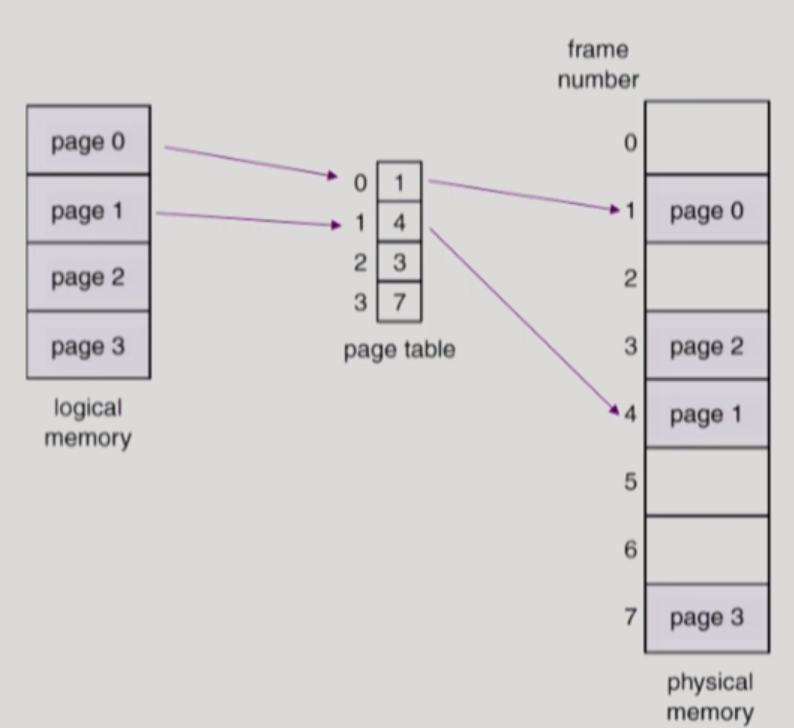 page 0
page 1
page 2
page 3
logical
memory
0 1
1 4
2 3
3 7
page table
frame
number
0
1 page 0
2
3 page 2
4 page 1
5
6
7 page 3
physical
memory